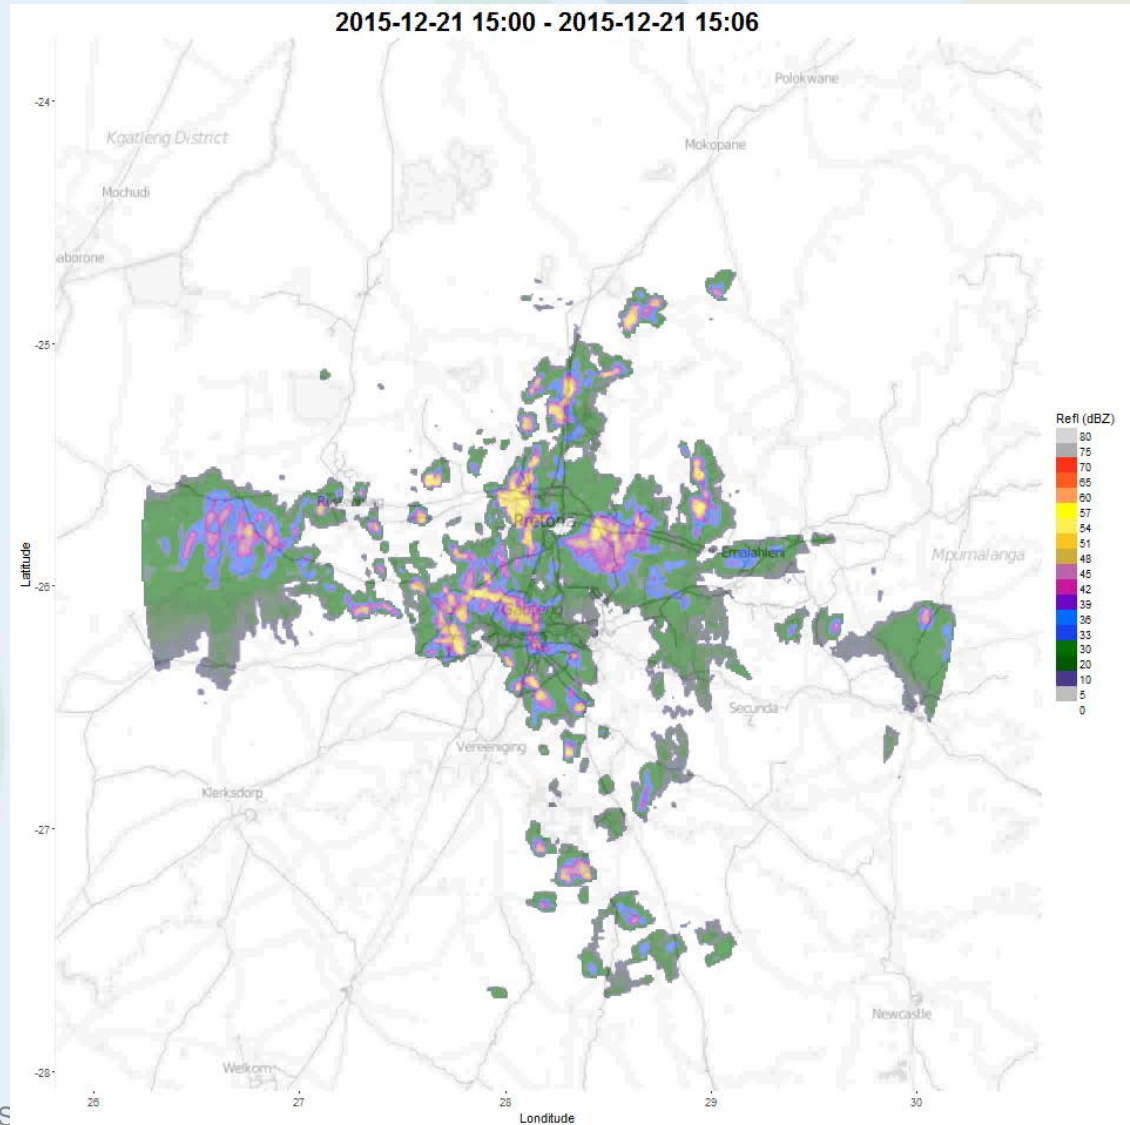 2015-12-21 15:00 - 2015-12-21 15:06
Polokwane
-24
Kgatleng District
Mokopane
Mochudi
aborone
-25
Refl (dBZ)
80
75
70
65
60
57
54
51
48
45
42
39
36
33
30
20
10
5
0
Pretoria
Emalahleni
Mpumalanga
Latitude
-26
Gauteng
Secunda
Vereeniging
Klerksdorp
-27
Newcastle
Welkom
-28
26
27
28
29
30
Londitude
S